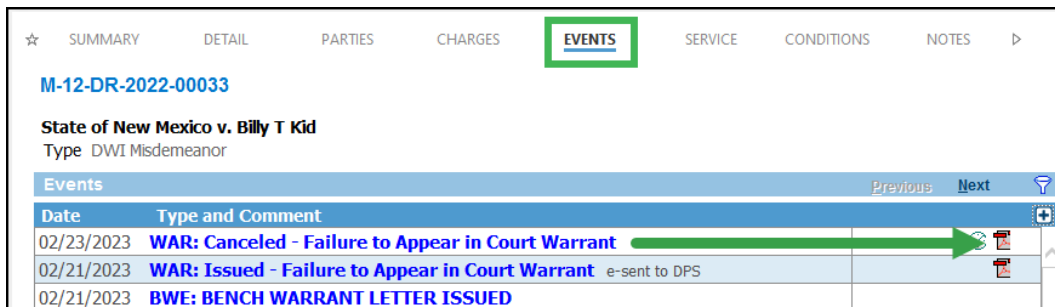 SUMMARY DETAIL PARTIES CHARGES EVENTS SERVICE CONDITIONS NOTES
M-12-DR-2022-00033
State of New Mexico v. Billy T Kid
Type DWI Misdemeanor
Events Previous Next
Date Type and Comment
02/23/2023 WAR: Canceled - Failure to Appear in Court Warrant
02/21/2023 WAR: Issued - Failure to Appear in Court Warrant e-sent to DPS
02/21/2023 BWE: BENCH WARRANT LETTER ISSUED